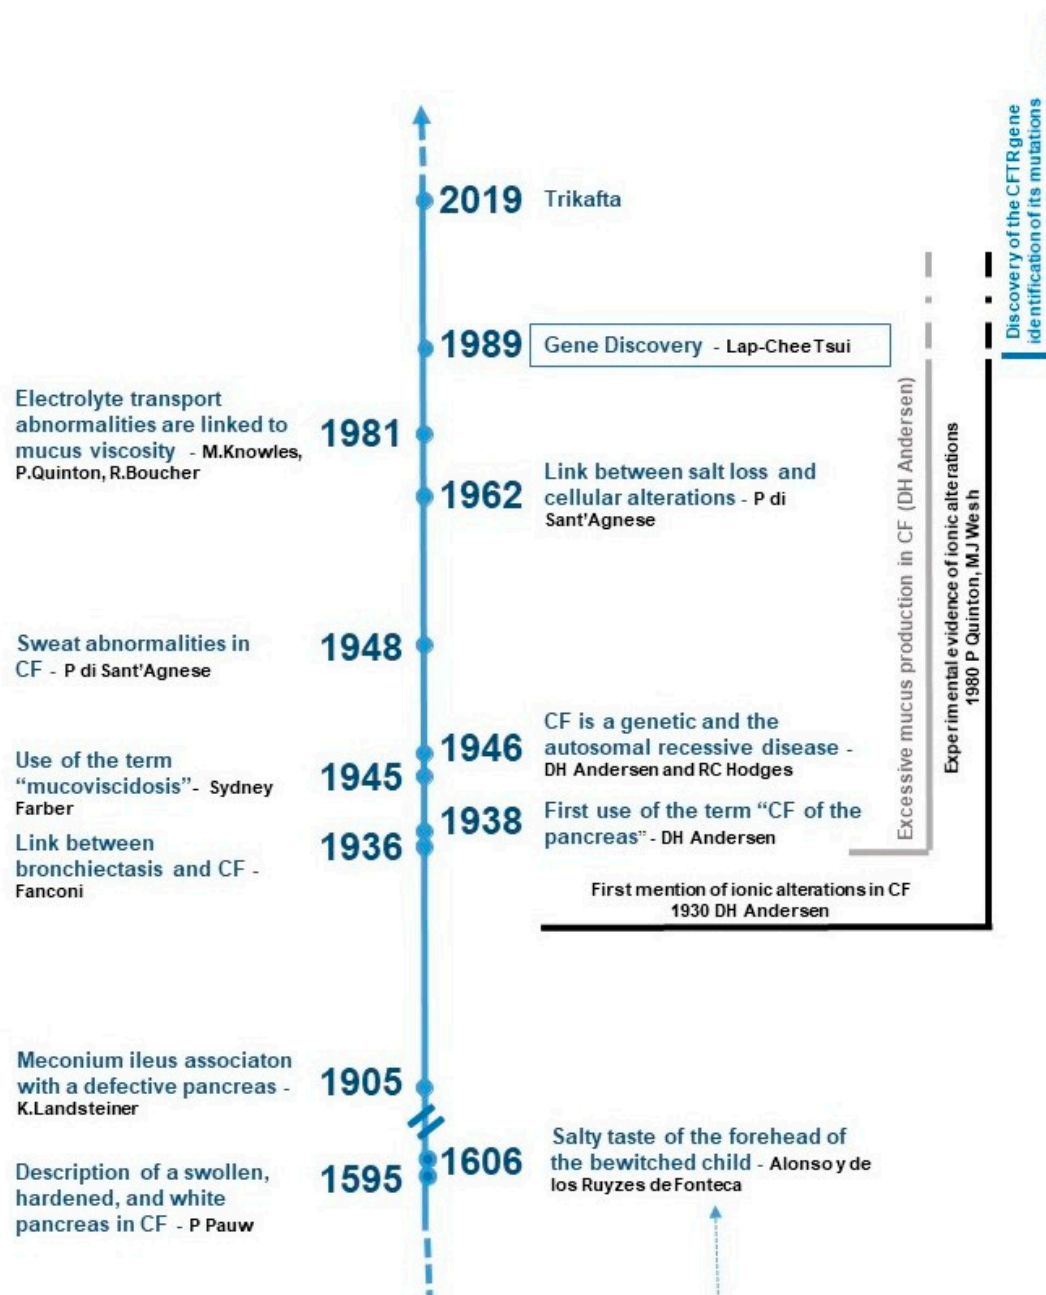 2019 Trikafta
1989 Gene Discovery - Lap-Chee Tsui
Electrolyte transport
abnormalities are linked to
mucus viscosity - M.Knowles,
P.Quinton, R.Boucher
1981
1962
Link between salt loss and
cellular alterations - P di
Sant'Agnese
Sweat abnormalities in
CF - P di Sant'Agnese
1948
1946
CF is a genetic and the
autosomal recessive disease -
DH Andersen and RC Hodges
Use of the term
“mucoviscidosis”- Sydney
Farber
1945
1938
First use of the term “CF of the
pancreas” - DH Andersen
Link between
bronchiectasis and CF -
Fanconi
1936
First mention of ionic alterations in CF
1930 DH Andersen
Excessive mucus production in CF (DH Andersen)
Experimental evidence of ionic alterations
1980 P Quinton, MJ Wesh
Discovery of the CFTR gene
identification of its mutations
Meconium ileus associaton
with a defective pancreas -
K.Landsteiner
1905
1606
Salty taste of the forehead of
the bewitched child - Alonso y de
los Ruyzes de Fonteca
Description of a swollen,
hardened, and white
pancreas in CF - P Pauw
1595